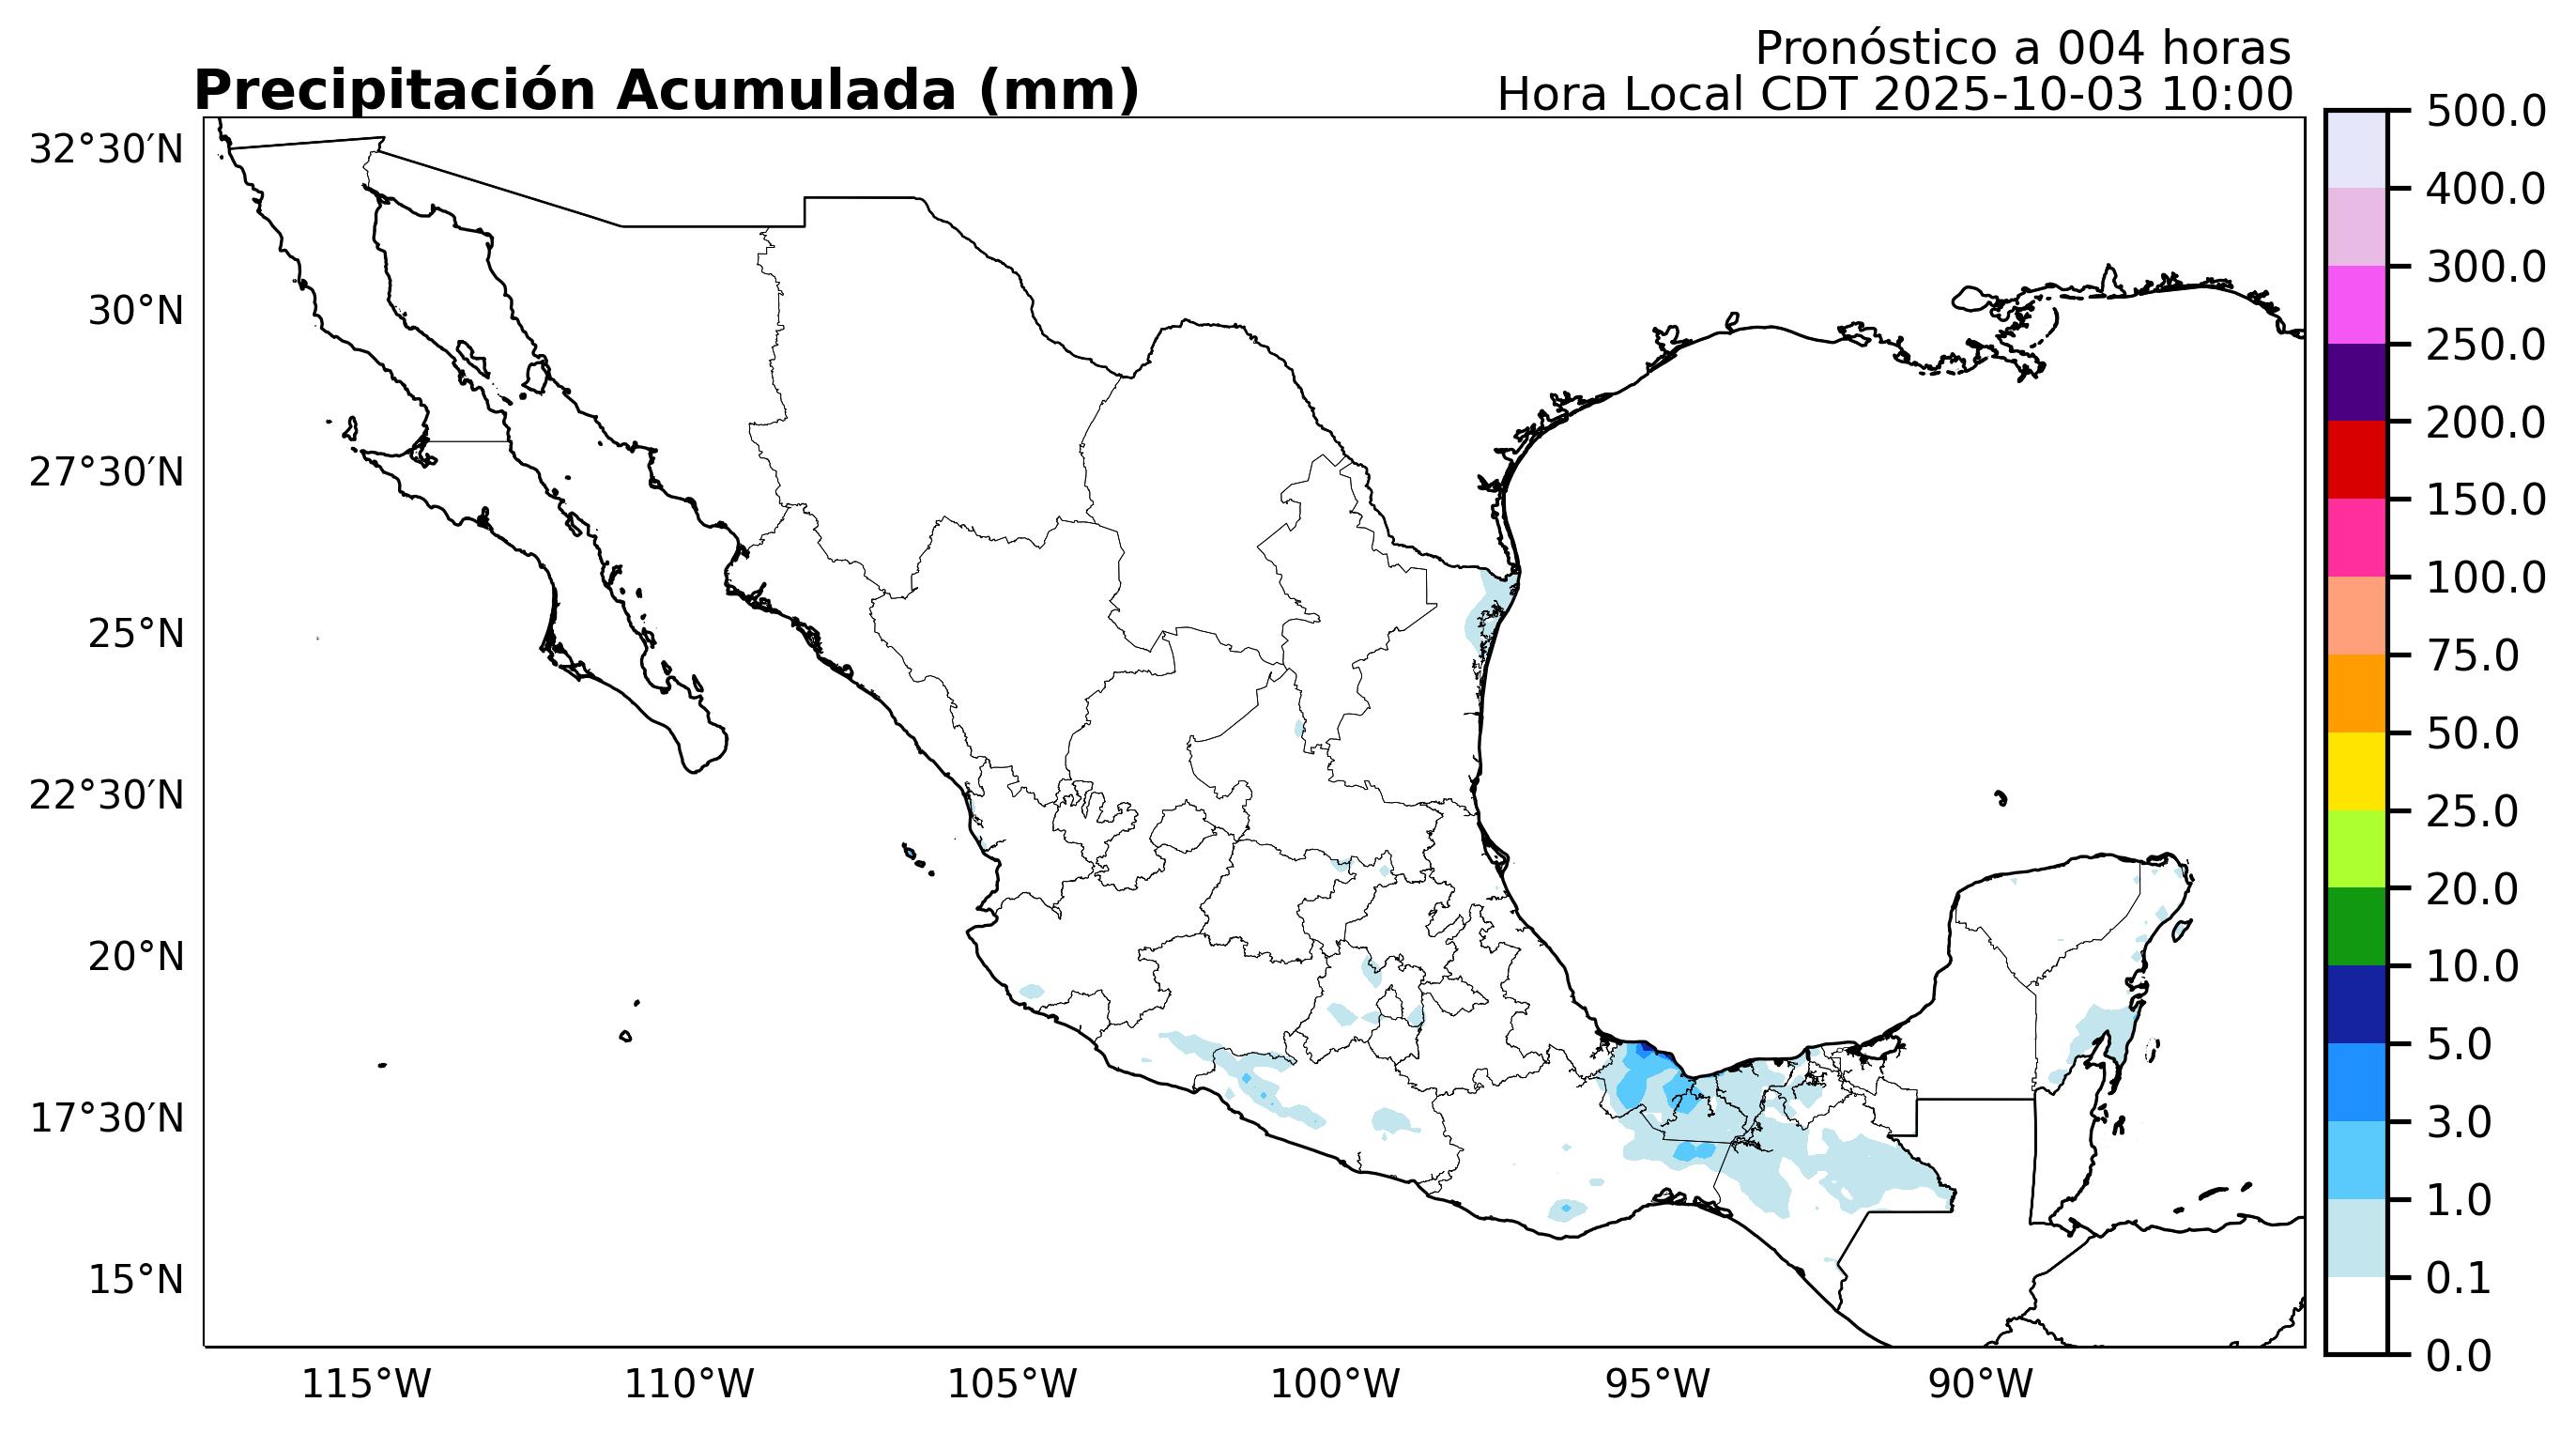 Pronóstico a 004 horas
Precipitación Acumulada (mm)
Hora Local CDT 2025-10-03 10:00
32°30′N
30°N
27°30′N
25°N
22°30′N
20°N
17°30′N
15°N
115°W
110°W
105°W
100°W
95°W
90°W
500.0
400.0
300.0
250.0
200.0
150.0
100.0
75.0
50.0
25.0
20.0
10.0
5.0
3.0
1.0
0.1
0.0